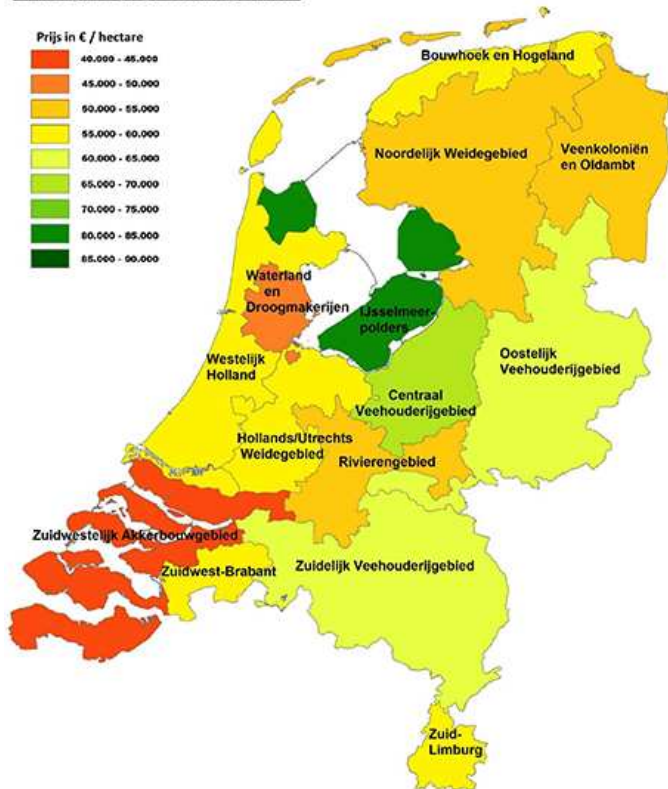 Prijs in € / hectare
40.000 - 45.000
45.000 - 50.000
50.000 - 55.000
55.000 - 60.000
60.000 - 65.000
65.000 - 70.000
70.000 - 75.000
80.000 - 85.000
85.000 - 90.000
Bouwhoek en Hogeland
Noordelijk Weidegebied
Veenkoloniën
en Oldambt
Waterland
en
Droogmakerijen
IJsselmeer-
polders
Westelijk
Holland
Oostelijk
Veehouderijgebied
Centraal
Veehouderijgebied
Hollands/Utrechts
Weidegebied
Rivierengebied
Zuidwestelijk Akkerbouwgebied
Zuidwest-Brabant
Zuidelijk Veehouderijgebied
Zuid-
Limburg